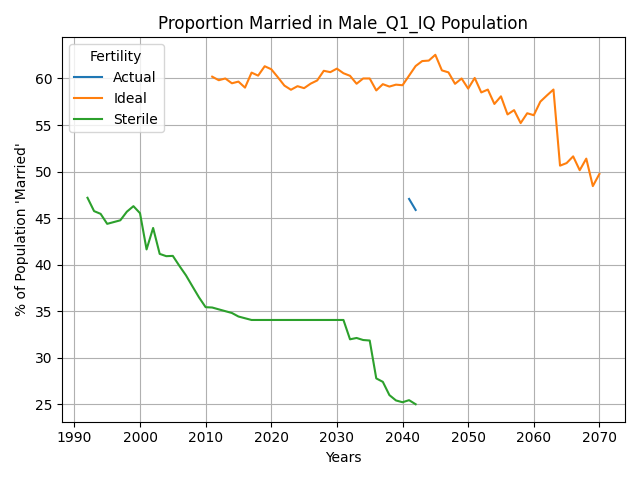 Proportion Married in Male_Q1_IQ Population
Fertility
Actual
Ideal
Sterile
% of Population 'Married'
60
55
50
45
40
35
30
25
1990 2000 2010 2020 2030 2040 2050 2060 2070
Years